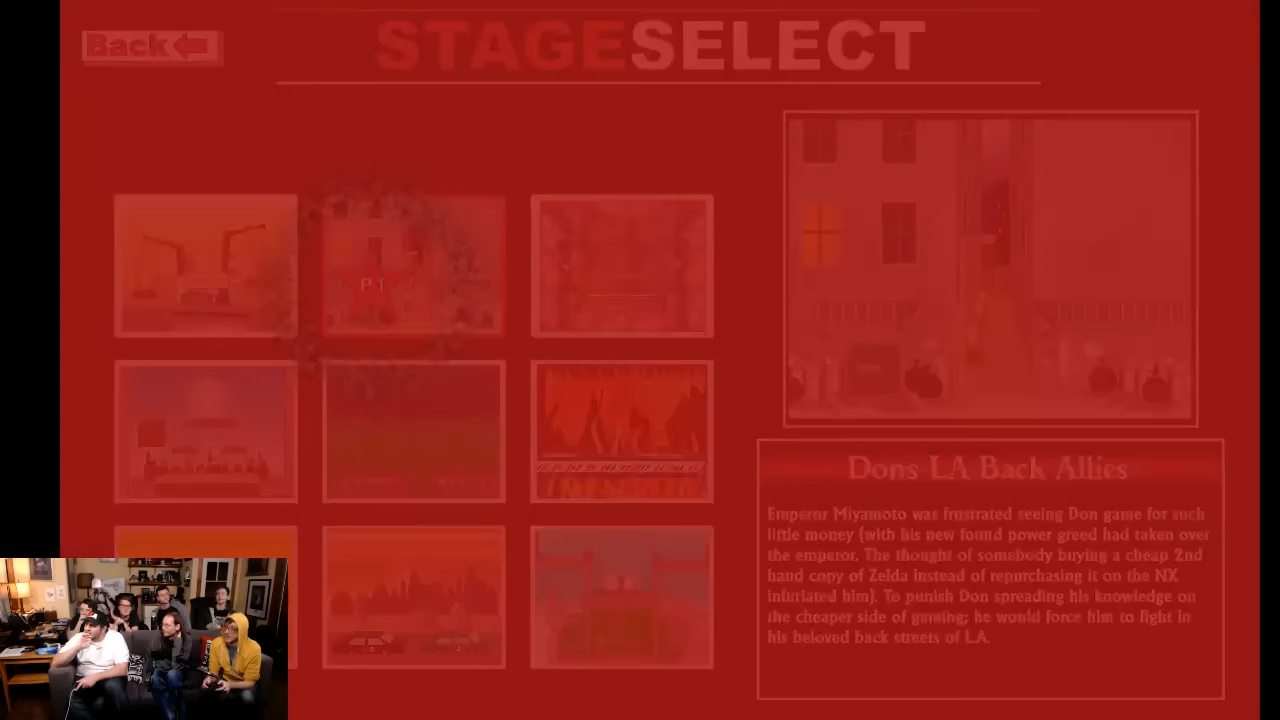 Back
STAGESELECT
P1
Dons LA Back Allies
Emperor Miyamoto was frustrated seeing Don game for such
little money (with his new found power greed had taken over
the emperor. The thought of somebody buying a cheap 2nd
hand copy of Zelda instead of repurchasing it on the NX
infuriated him). To punish Don spreading his knowledge on
the cheaper side of gaming; he would force him to fight in
his beloved back streets of LA.